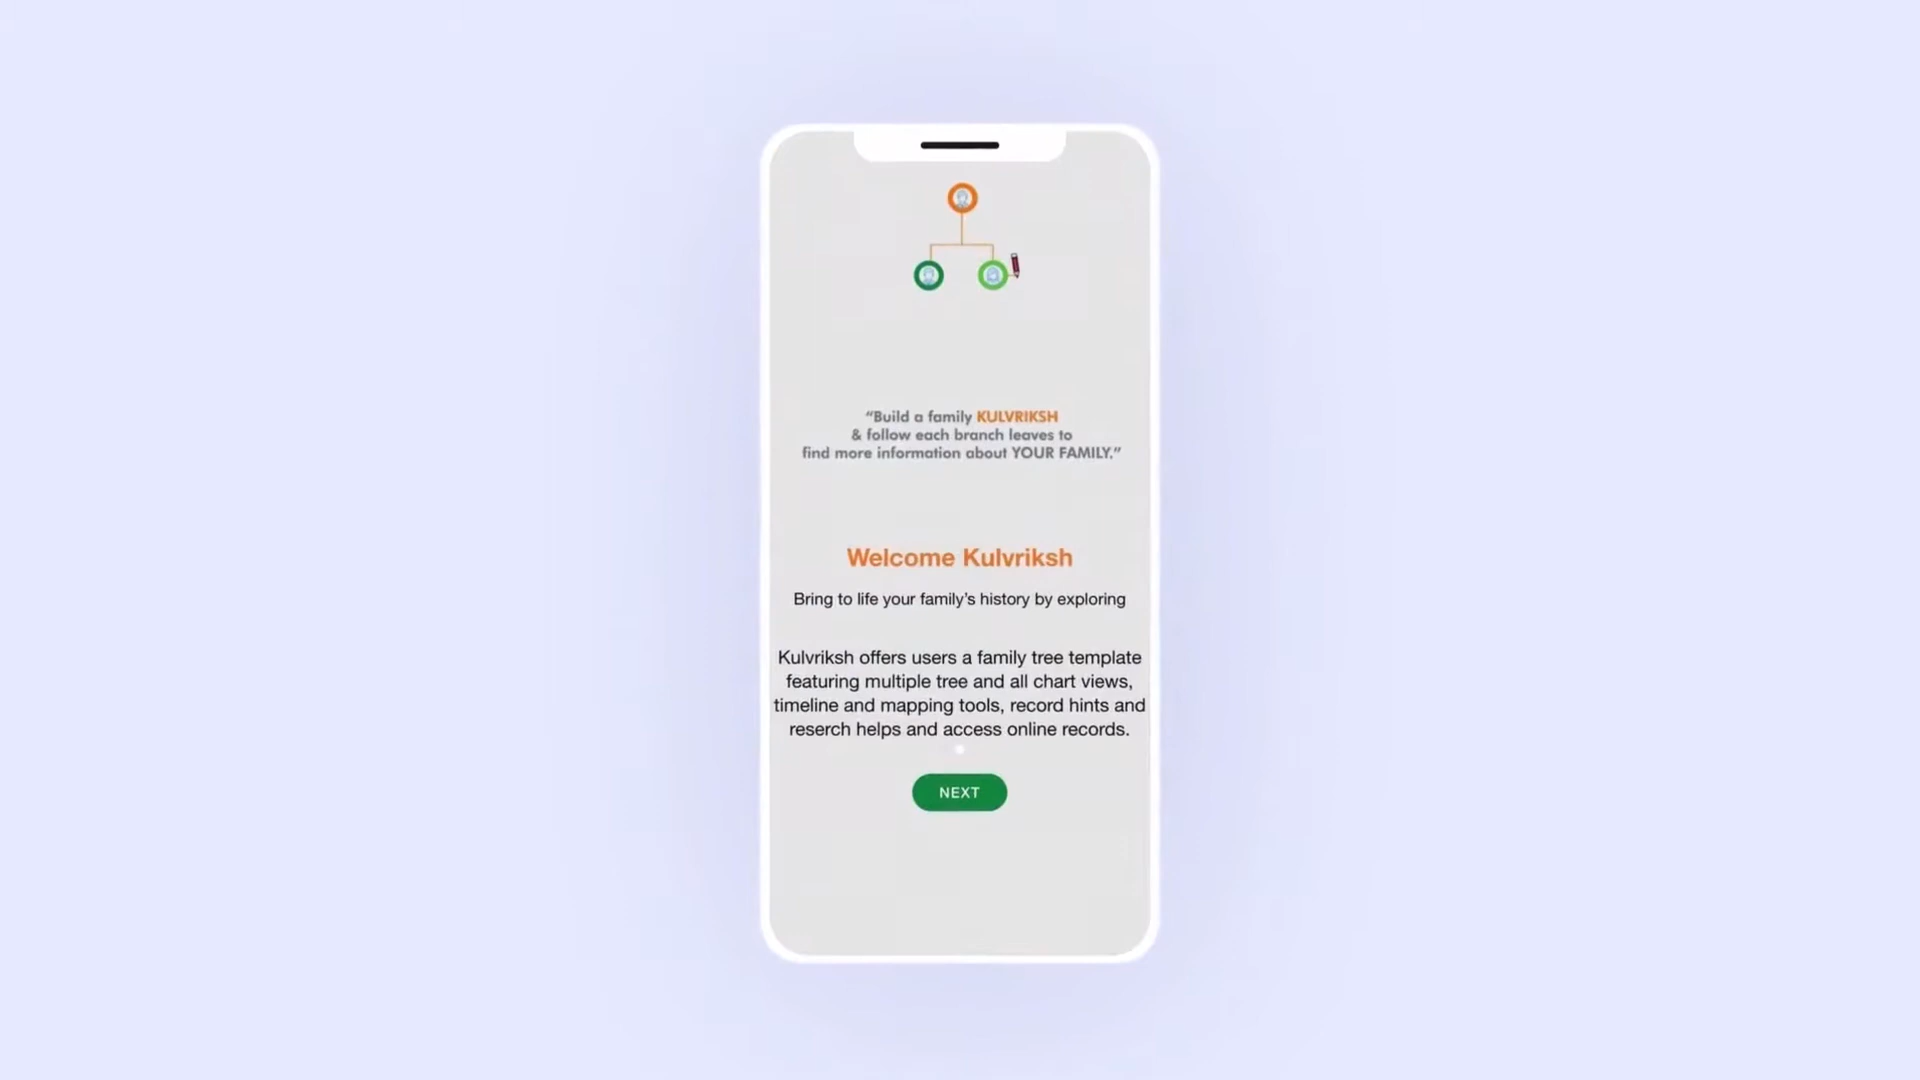 “Build a family KULVRIKSH
& follow each branch leaves to
find more information about YOUR FAMILY.”
Welcome Kulvriksh
Bring to life your family’s history by exploring
Kulvriksh offers users a family tree template
featuring multiple tree and all chart views,
timeline and mapping tools, record hints and
reserch helps and access online records.
NEXT